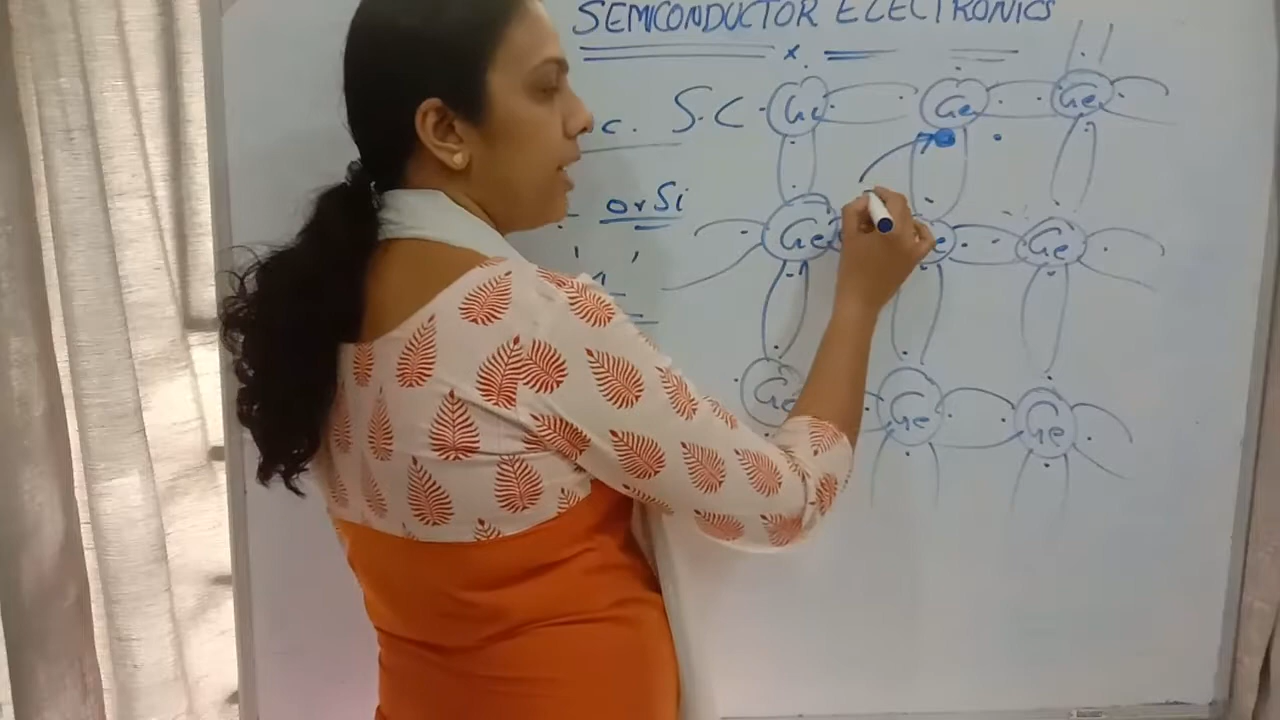 SEMICONDUCTOR ELECTRONICS
x
c. S.C
or Si
Ge Ge Ge
Ge e Ge
Ge Ge Ge